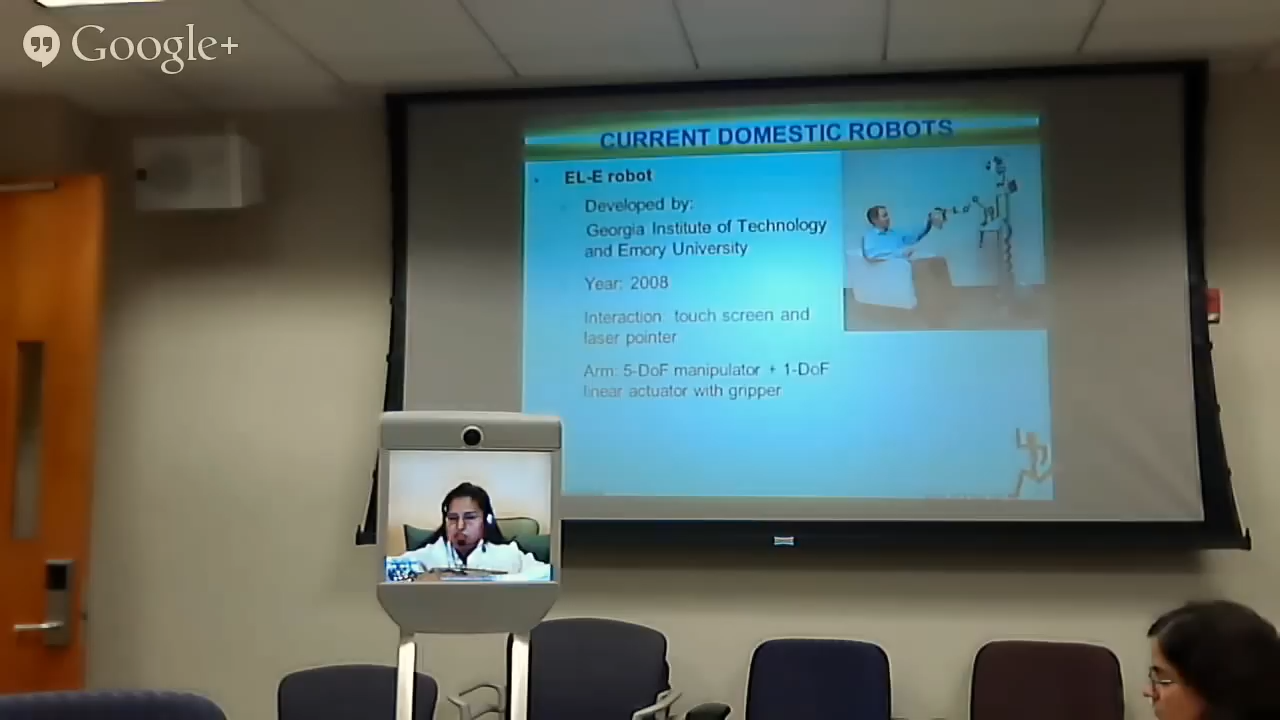 Google+
CURRENT DOMESTIC ROBOTS
EL-E robot
Developed by:
Georgia Institute of Technology
and Emory University
Year: 2008
Interaction: touch screen and
laser pointer
Arm: 5-DoF manipulator + 1-DoF
linear actuator with gripper